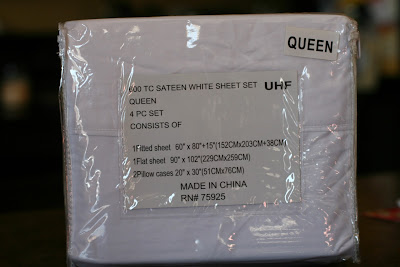 QUEEN
600 TC SATEEN WHITE SHEET SET UHF
QUEEN
4 PC SET
CONSISTS OF
1Fitted sheet 60" x 80"+15"(152CMx203CM+38CM)
1Flat sheet 90" x 102"(229CMx259CM)
2Pillow cases 20" x 30"(51CMx76CM)
MADE IN CHINA
RN# 75925